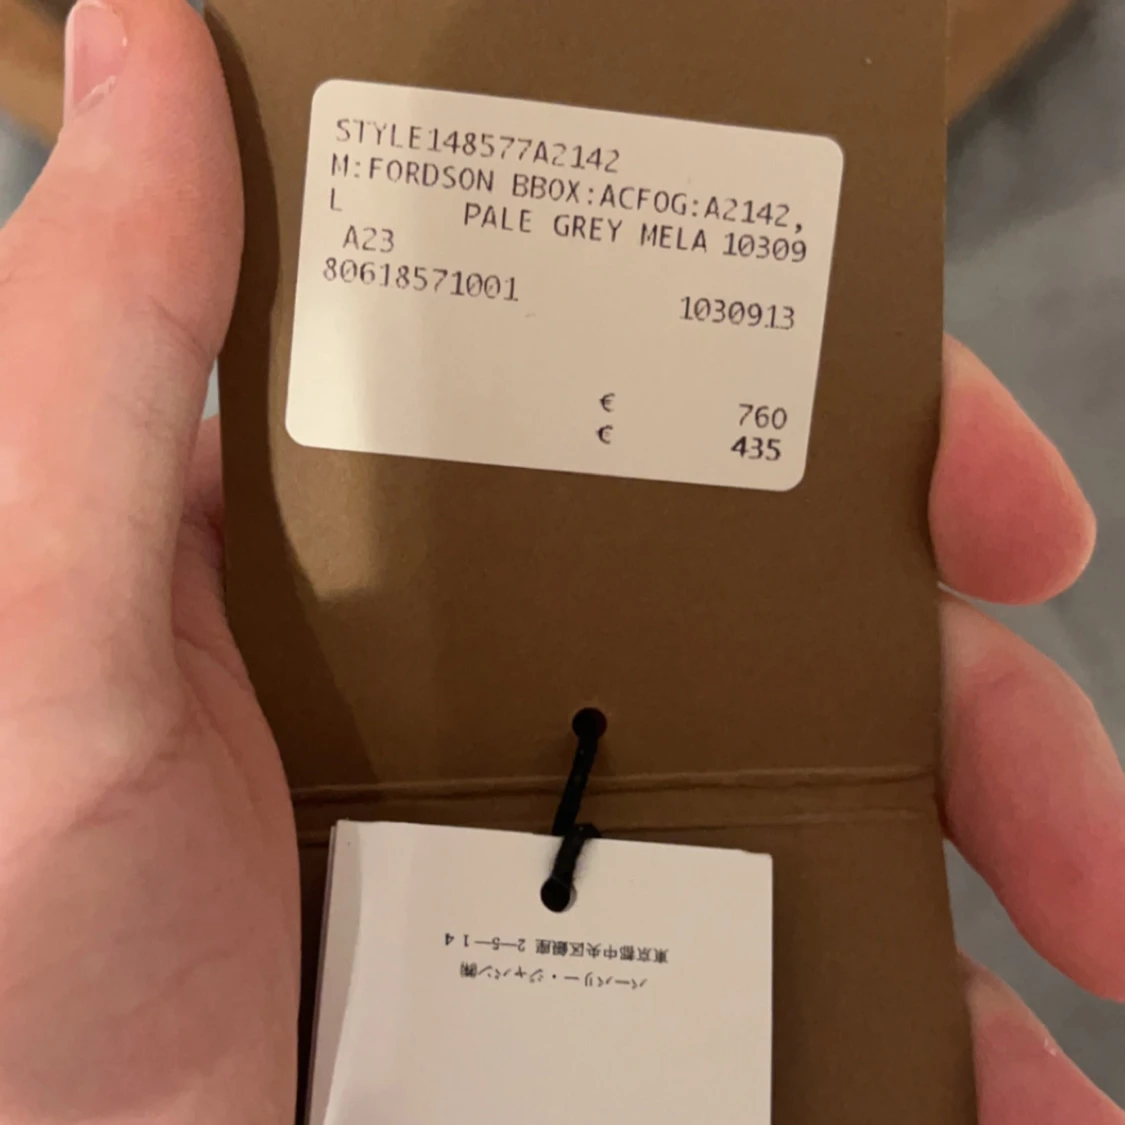 STYLE148577A2142
M:FORDSON BBOX:ACFOG:A2142,
L PALE GREY MELA 10309
A23
80618571001 1030913
€ 760
€ 435
バーバリー・ジャパン㈱
東京都中央区銀座 2-5-14